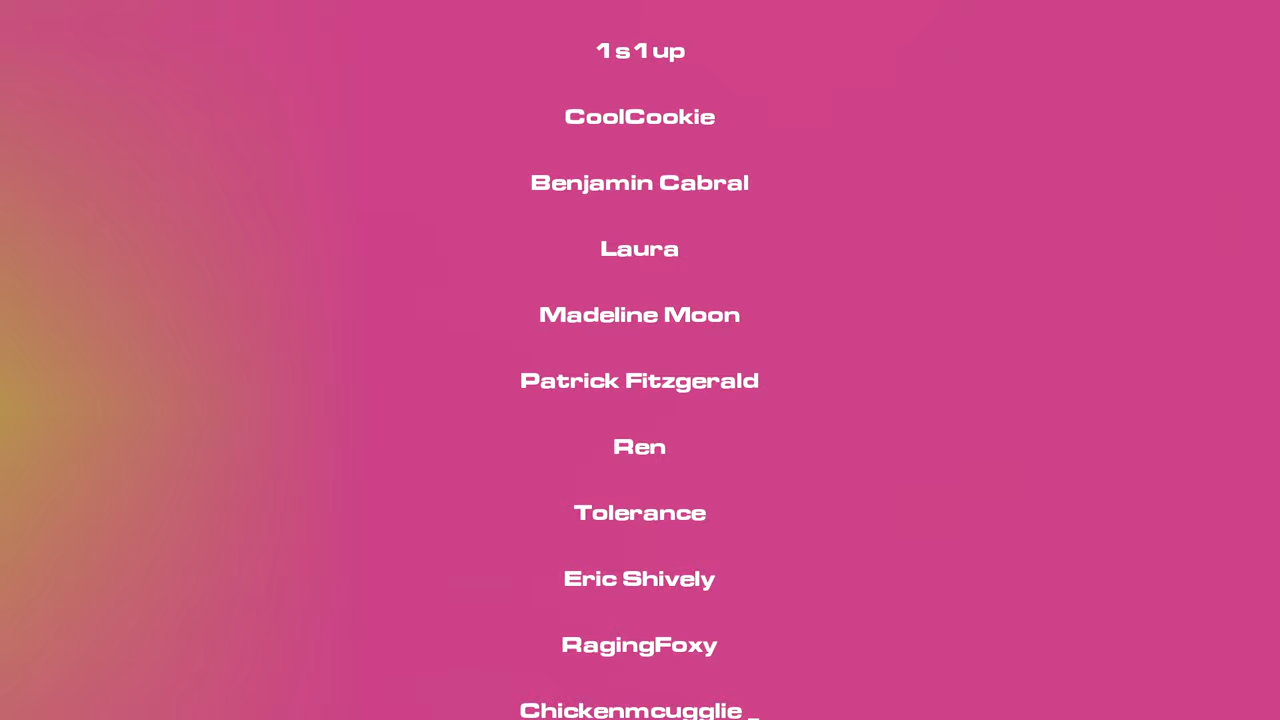 1s1up
CoolCookie
Benjamin Cabral
Laura
Madeline Moon
Patrick Fitzgerald
Ren
Tolerance
Eric Shively
RagingFoxy
Chickenmcugglie _